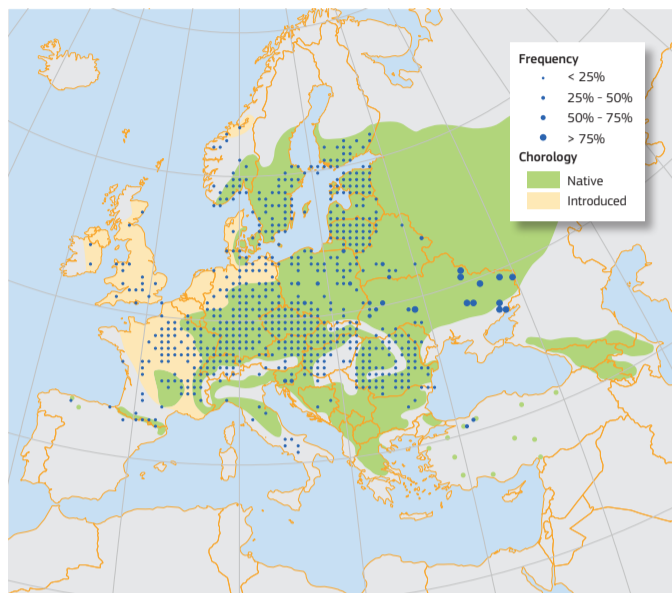 Frequency
< 25%
25% - 50%
50% - 75%
> 75%
Chorology
Native
Introduced